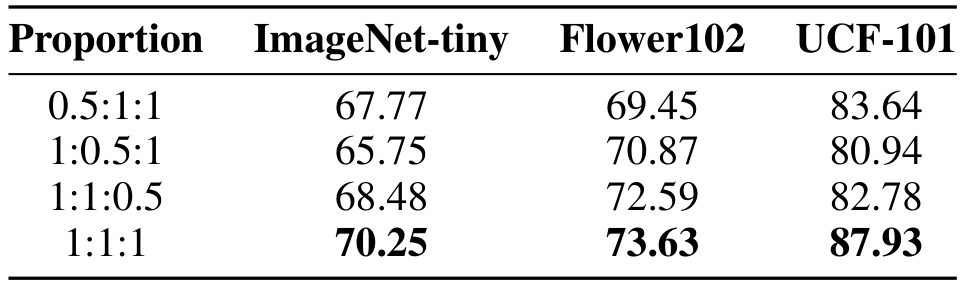 Proportion ImageNet-tiny Flower102 UCF-101
0.5:1:1 67.77 69.45 83.64
1:0.5:1 65.75 70.87 80.94
1:1:0.5 68.48 72.59 82.78
1:1:1 70.25 73.63 87.93